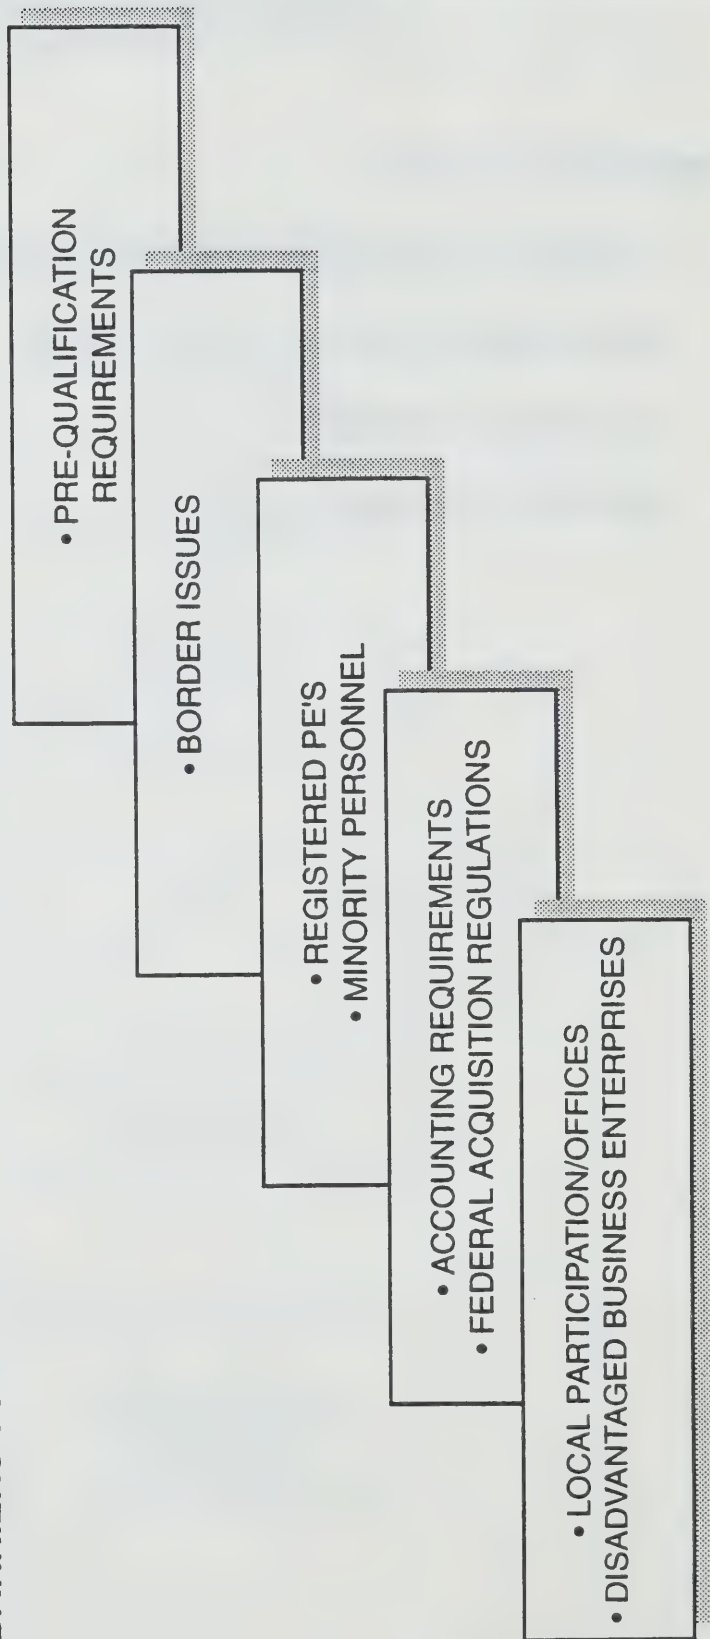 • PRE-QUALIFICATION
REQUIREMENTS
• BORDER ISSUES
• REGISTERED PE'S
• MINORITY PERSONNEL
• ACCOUNTING REQUIREMENTS
• FEDERAL ACQUISITION REGULATIONS
• LOCAL PARTICIPATION/OFFICES
• DISADVANTAGED BUSINESS ENTERPRISES